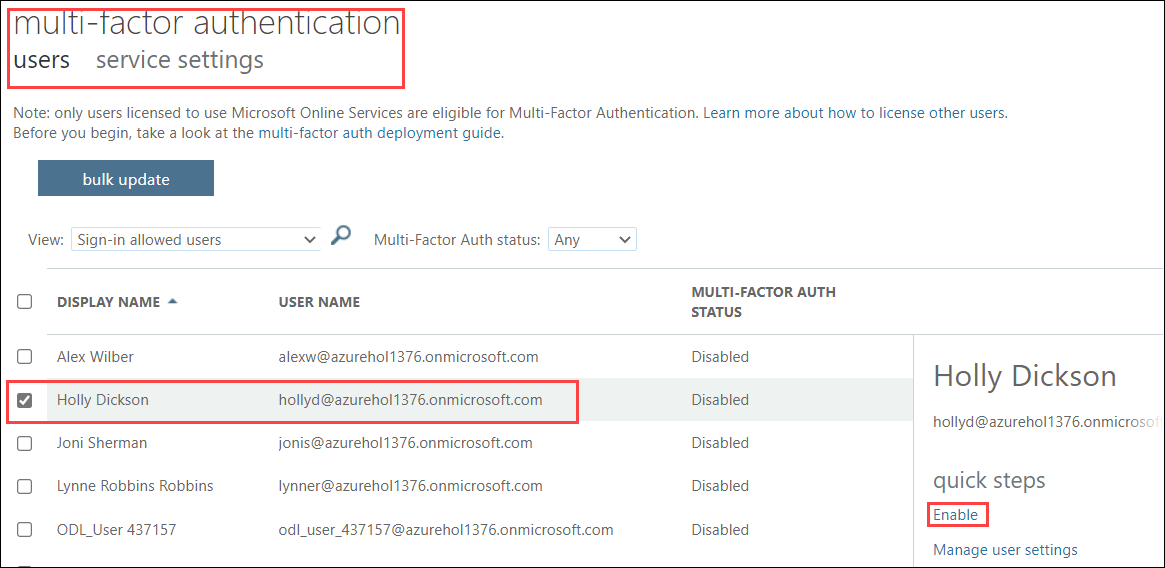 multi-factor authentication
users service settings
Note: only users licensed to use Microsoft Online Services are eligible for Multi-Factor Authentication. Learn more about how to license other users.
Before you begin, take a look at the multi-factor auth deployment guide.
bulk update
View: Sign-in allowed users Multi-Factor Auth status: Any
DISPLAY NAME USER NAME MULTI-FACTOR AUTH
STATUS
Alex Wilber alexw@azurehol1376.onmicrosoft.com Disabled
Holly Dickson hollyd@azurehol1376.onmicrosoft.com Disabled
Joni Sherman jonis@azurehol1376.onmicrosoft.com Disabled
Lynne Robbins Robbins lynner@azurehol1376.onmicrosoft.com Disabled
ODL_User 437157 odl_user_437157@azurehol1376.onmicrosoft.com Disabled
Holly Dickson
hollyd@azurehol1376.onmicrosof
quick steps
Enable
Manage user settings